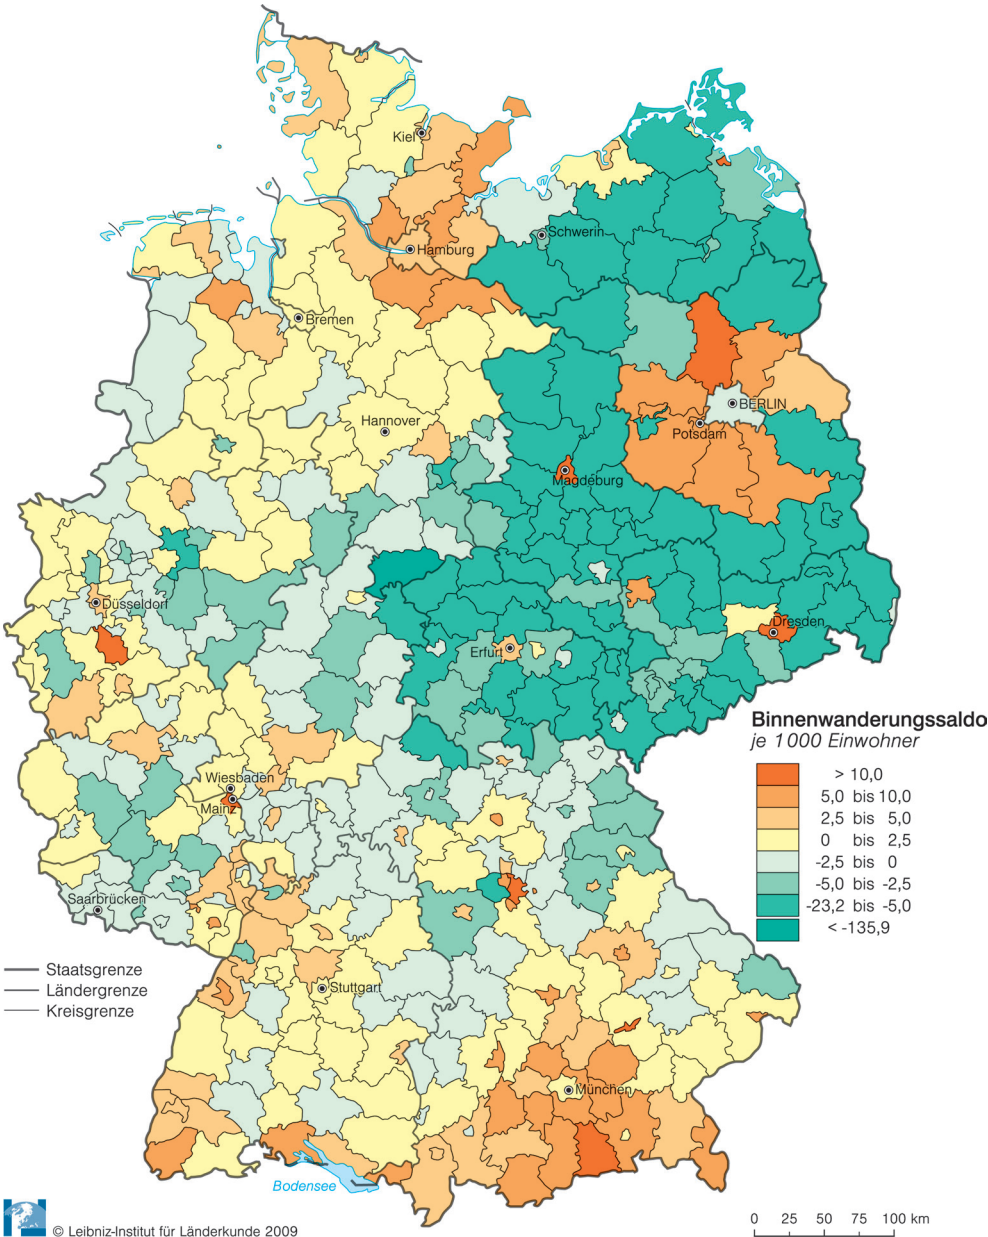 Kiel
Schwerin
Hamburg
Bremen
BERLIN
Hannover
Potsdam
Magdeburg
Düsseldorf
Dresden
Erfurt
Binnenwanderungssaldo
je 1000 Einwohner
> 10,0
5,0 bis 10,0
2,5 bis 5,0
0 bis 2,5
-2,5 bis 0
-5,0 bis -2,5
-23,2 bis -5,0
< -135,9
Wiesbaden
Mainz
Saarbrücken
Staatsgrenze
Ländergrenze
Kreisgrenze
Stuttgart
München
Bodensee
© Leibniz-Institut für Länderkunde 2009
0 25 50 75 100 km